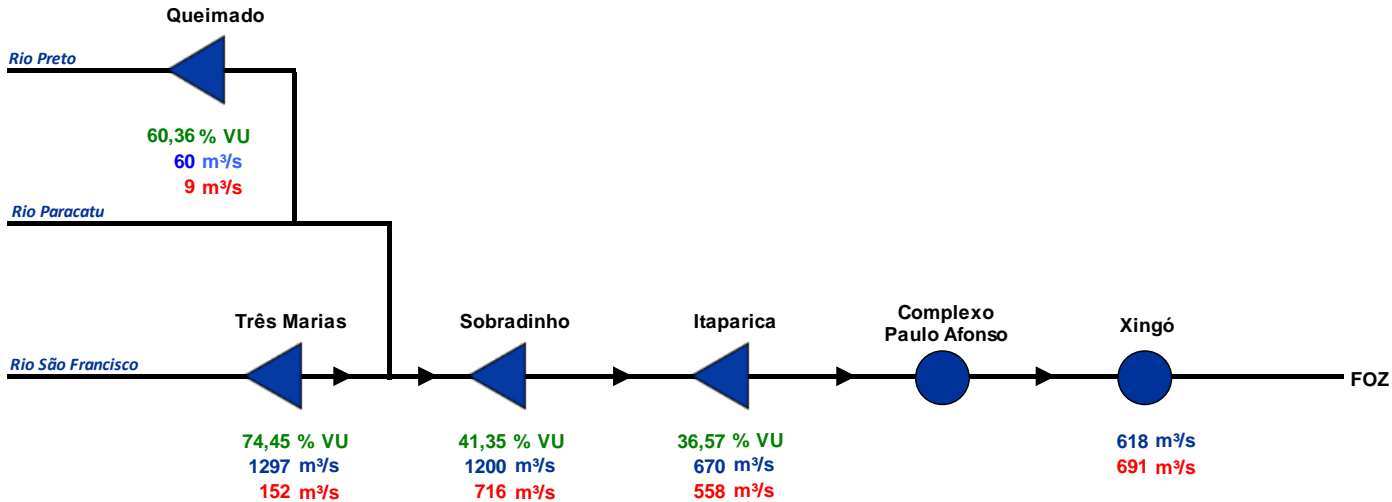 Queimado
Rio Preto
60,36 % VU
60 m³/s
9 m³/s
Rio Paracatu
Três Marias
Sobradinho
Itaparica
Complexo
Paulo Afonso
Xingó
Rio São Francisco
FOZ
74,45 % VU
1297 m³/s
152 m³/s
41,35 % VU
1200 m³/s
716 m³/s
36,57 % VU
670 m³/s
558 m³/s
618 m³/s
691 m³/s